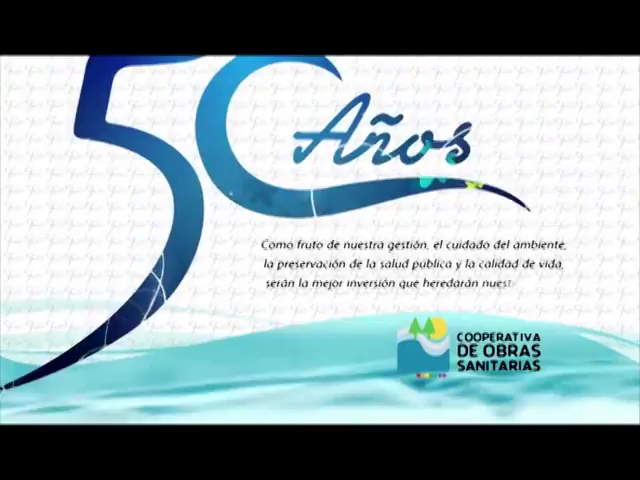 50 Años
Como fruto de nuestra gestión, el cuidado del ambiente,
la preservación de la salud pública y la calidad de vida,
serán la mejor inversión que heredarán nuest
COOPERATIVA
DE OBRAS
SANITARIAS